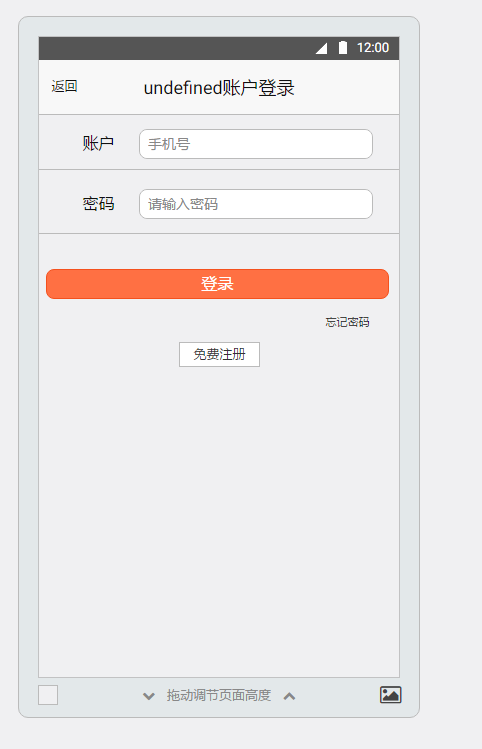 12:00
返回 undefined账户登录
账户 手机号
密码 请输入密码
登录
忘记密码
免费注册
拖动调节页面高度